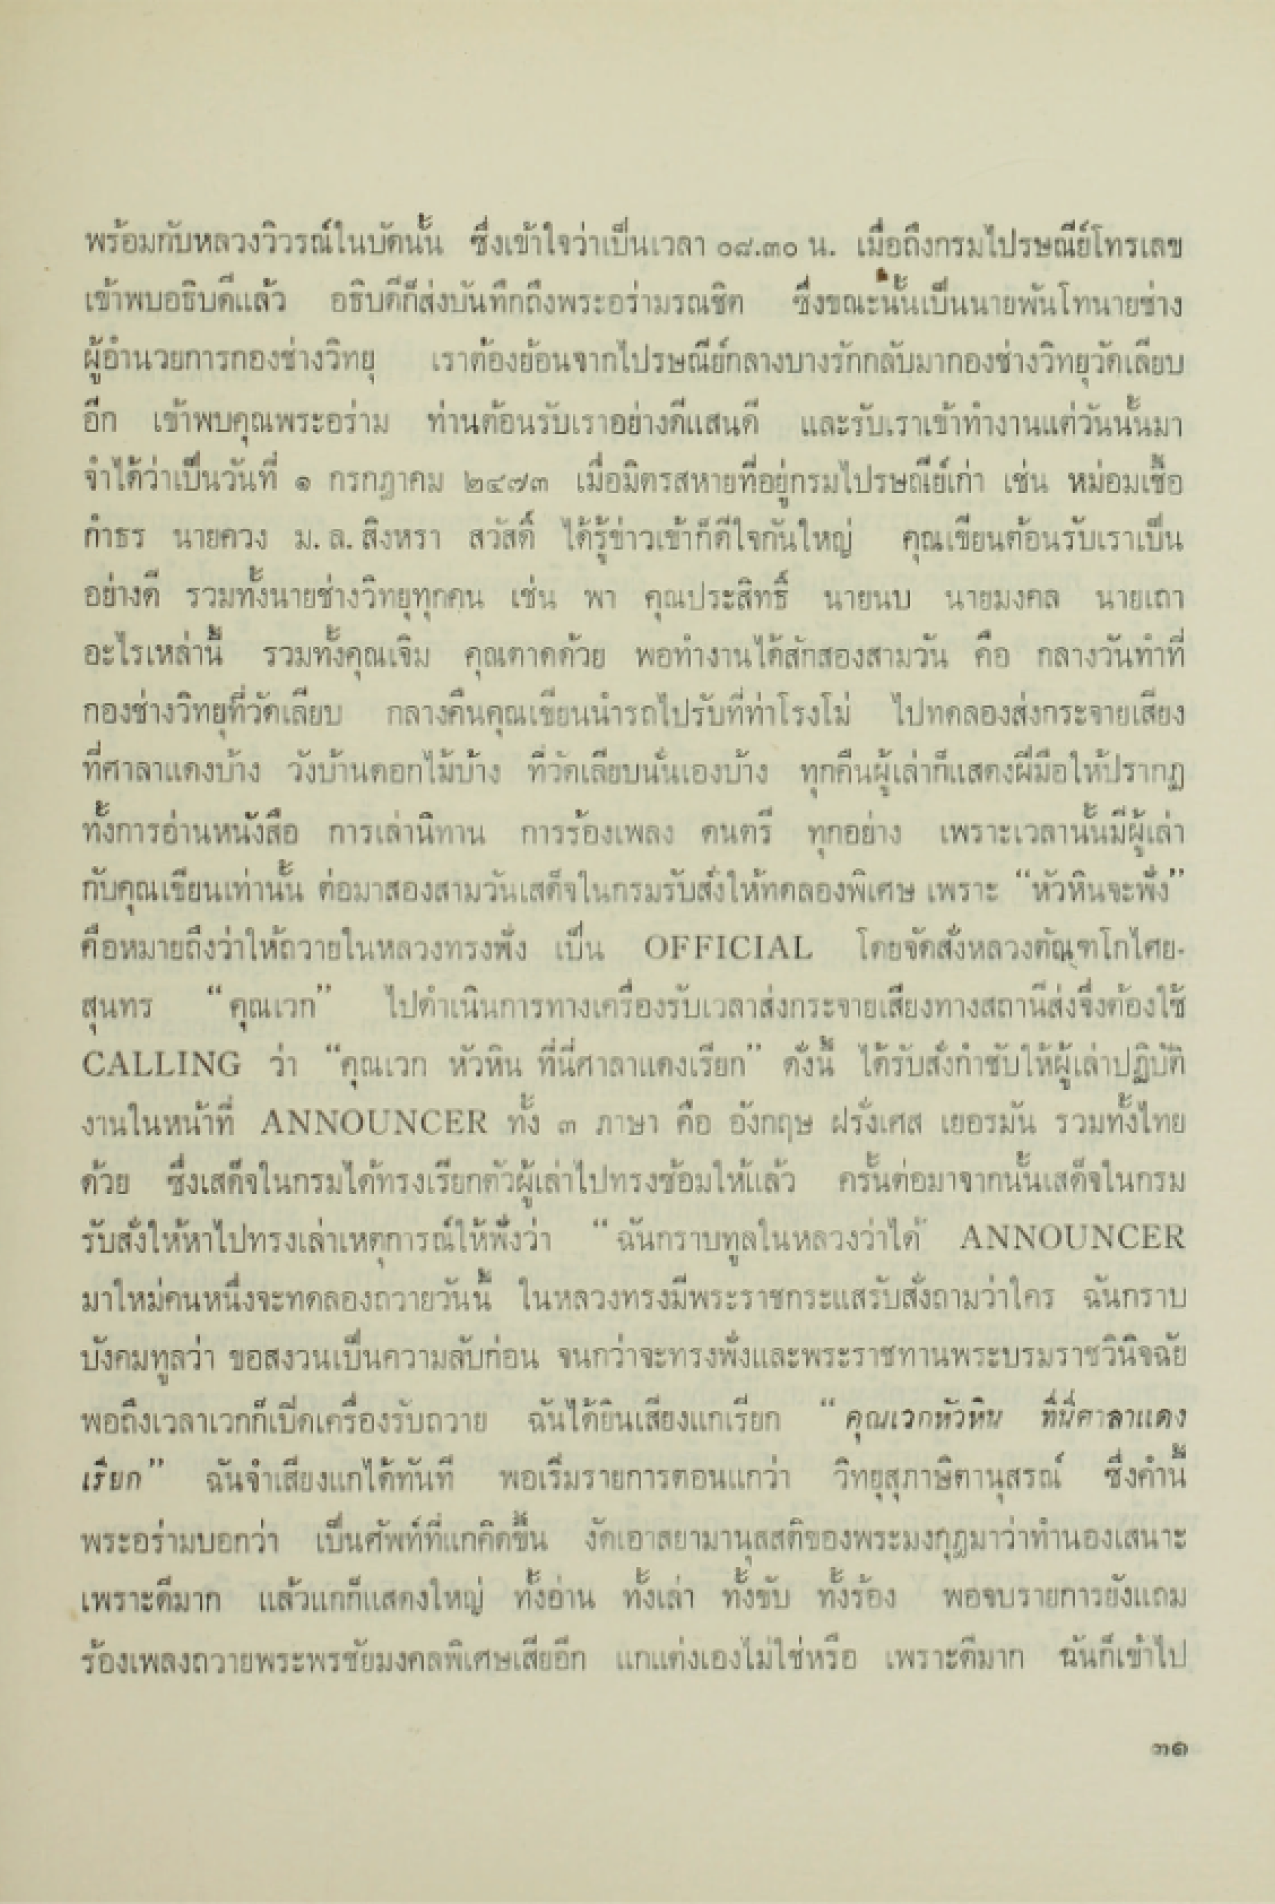 พร้อมกับหลวงวิวรณ์ในบัดนั้น ซึ่งเข้าใจว่าเป็นเวลา ๐๘.๓๐ น. เมื่อถึงกรมไปรษณีย์โทรเลข
เข้าพบอธิบดีแล้ว อธิบดีก็ส่งบันทึกถึงพระอร่ามรณชิต ซึ่งขณะนั้นเป็นนายพันโทนายช่าง
ผู้อำนวยการกองช่างวิทยุ เราต้องย้อนจากไปรษณีย์กลางบางรักกลับมากองช่างวิทยุวัดเลียบ
อีก เข้าพบคุณพระอร่าม ท่านต้อนรับเราอย่างดีแสนดี และรับเราเข้าทำงานแต่วันนั้นมา
จำได้ว่าเป็นวันที่ ๑ กรกฎาคม ๒๔๗๓ เมื่อมิตรสหายที่อยู่กรมไปรษณีย์เก่า เช่น หม่อมเชื้อ
กำธร นายควง ม. ล. สิงหรา สวัสดิ์ ได้รู้ข่าวเข้าก็ดีใจกันใหญ่ คุณเขียนต้อนรับเราเป็น
อย่างดี รวมทั้งนายช่างวิทยุทุกคน เช่น พา คุณประสิทธิ์ นายนบ นายมงคล นายเถา
อะไรเหล่านี้ รวมทั้งคุณเจิม คุณตาดด้วย พอทำงานได้สักสองสามวัน คือ กลางวันทำที่
กองช่างวิทยุที่วัดเลียบ กลางคืนคุณเขียนนำรถไปรับที่ท่าโรงโม่ ไปทดลองส่งกระจายเสียง
ที่ศาลาแดงบ้าง วังบ้านดอกไม้บ้าง ที่วัดเลียบนั่นเองบ้าง ทุกคืนผู้เล่าก็แสดงฝีมือให้ปรากฏ
ทั้งการอ่านหนังสือ การเล่านิทาน การร้องเพลง ดนตรี ทุกอย่าง เพราะเวลานั้นมีผู้เล่า
กับคุณเขียนเท่านั้น ต่อมาสองสามวันเสด็จในกรมรับสั่งให้ทดลองพิเศษ เพราะ “หัวหินจะฟัง”
คือหมายถึงว่าให้ถวายในหลวงทรงฟัง เป็น OFFICIAL โดยจัดสั่งหลวงตัณฑโกไศย-
สุนทร “คุณเวก” ไปดำเนินการทางเครื่องรับเวลาส่งกระจายเสียงทางสถานีส่งจึงต้องใช้
CALLING ว่า “คุณเวก หัวหิน ที่นี่ศาลาแดงเรียก” ดังนี้ ได้รับสั่งกำชับให้ผู้เล่าปฏิบัติ
งานในหน้าที่ ANNOUNCER ทั้ง ๓ ภาษา คือ อังกฤษ ฝรั่งเศส เยอรมัน รวมทั้งไทย
ด้วย ซึ่งเสด็จในกรมได้ทรงเรียกตัวผู้เล่าไปทรงซ้อมให้แล้ว ครั้นต่อมาจากนั้นเสด็จในกรม
รับสั่งให้หาไปทรงเล่าเหตุการณ์ให้ฟังว่า “ฉันกราบทูลในหลวงว่าได้ ANNOUNCER
มาใหม่คนหนึ่งจะทดลองถวายวันนี้ ในหลวงทรงมีพระราชกระแสรับสั่งถามว่าใคร ฉันกราบ
บังคมทูลว่า ขอสงวนเป็นความลับก่อน จนกว่าจะทรงฟังและพระราชทานพระบรมราชวินิจฉัย
พอถึงเวลาเวกก็เปิดเครื่องรับถวาย ฉันได้ยินเสียงแกเรียก “คุณเวกหัวหิน ที่นี่ศาลาแดง
เรียก” ฉันจำเสียงแกได้ทันที พอเริ่มรายการตอนแกว่า วิทยุสุภาษิตานุสรณ์ ซึ่งคำนี้
พระอร่ามบอกว่า เป็นศัพท์ที่แกคิดขึ้น งัดเอาสยามานุสสติของพระมงกุฎมาว่าทำนองเสนาะ
เพราะดีมาก แล้วแกก็แสดงใหญ่ ทั้งอ่าน ทั้งเล่า ทั้งขับ ทั้งร้อง พอจบรายการยังแถม
ร้องเพลงถวายพระพรชัยมงคลพิเศษเสียอีก แกแต่งเองไม่ใช่หรือ เพราะดีมาก ฉันก็เข้าไป
๓๑